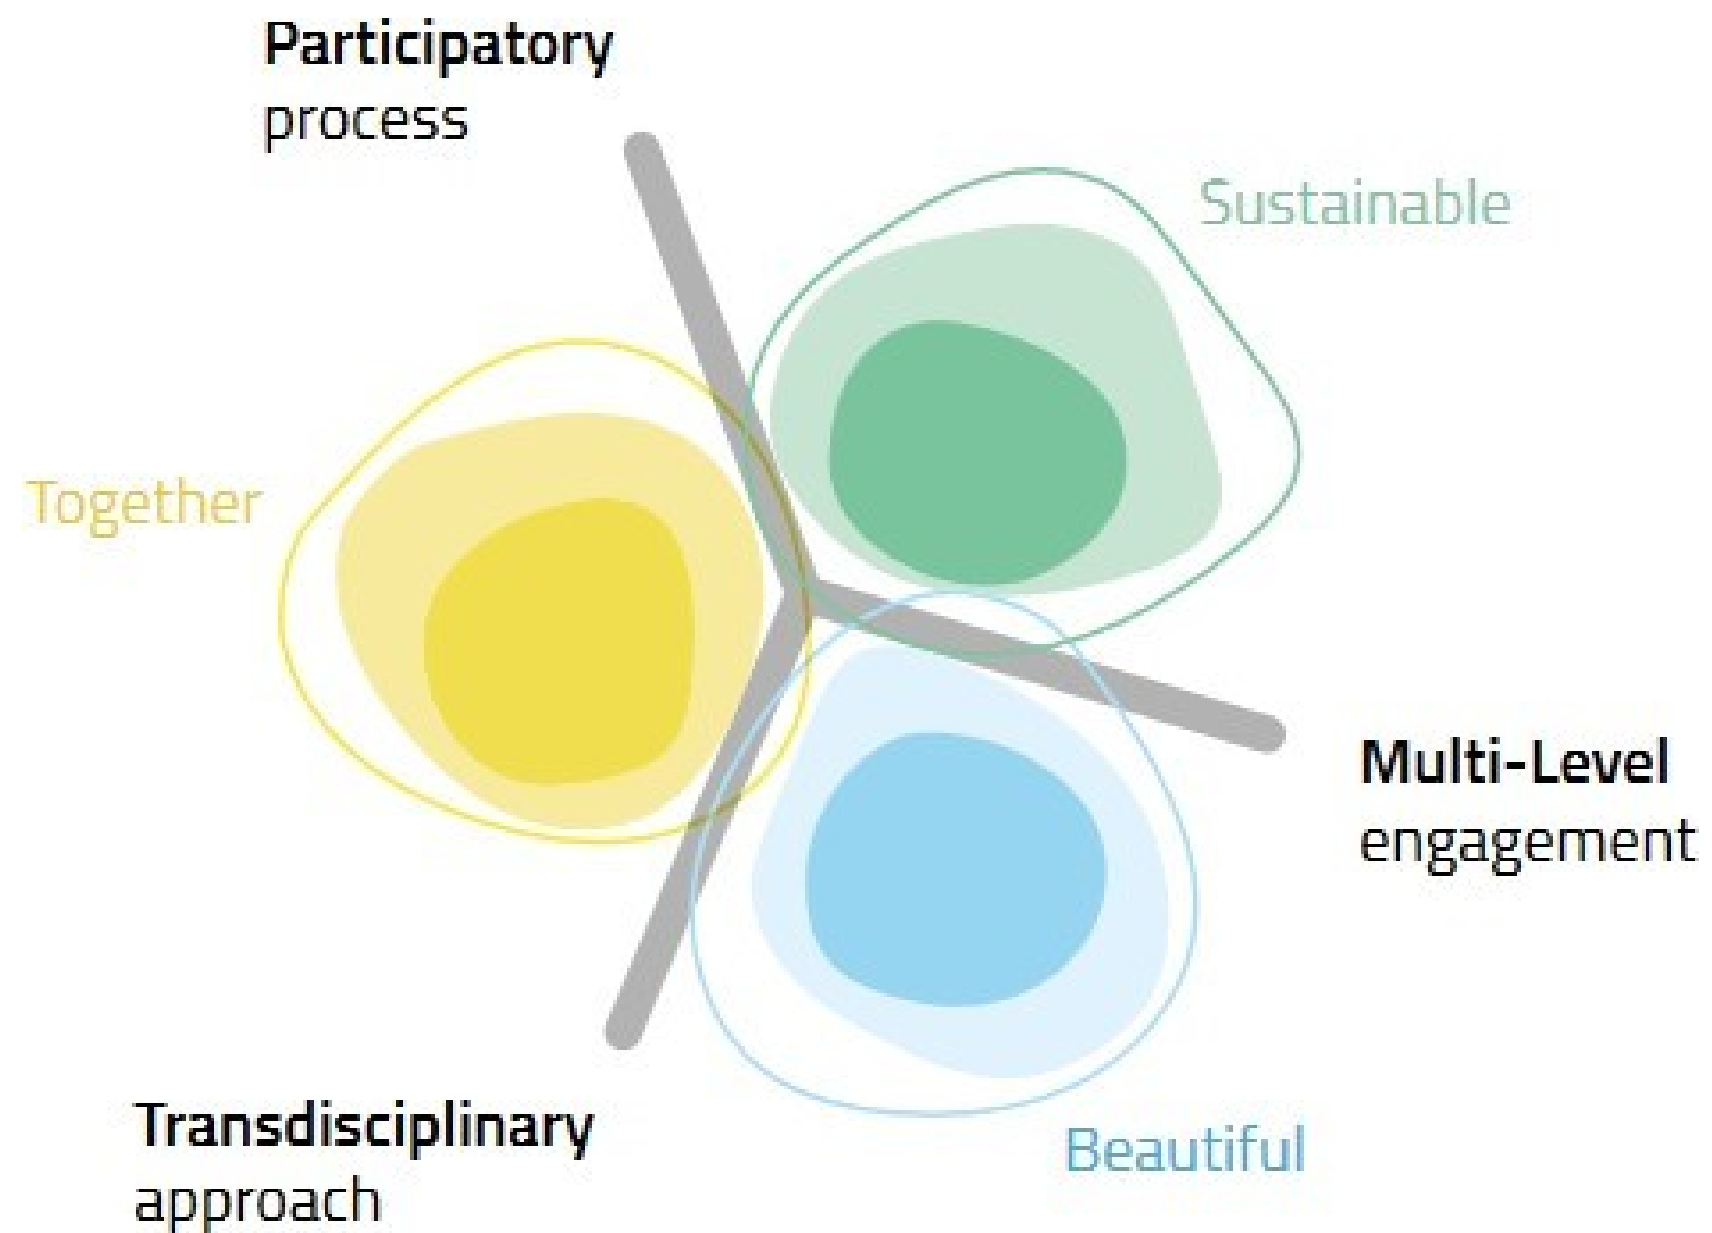 Participatory
process
Sustainable
Together
Multi-Level
engagement
Transdisciplinary
approach
Beautiful